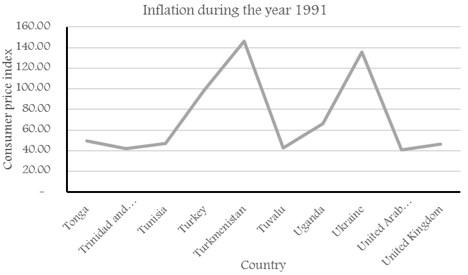 Inflation during the year 1991
Consumer price index
160.00
140.00
120.00
100.00
80.00
60.00
40.00
20.00
-
Tonga
Trinidad and...
Tunisia
Turkey
Turkmenistan
Tuvalu
Uganda
Ukraine
United Arab...
United Kingdom
Country